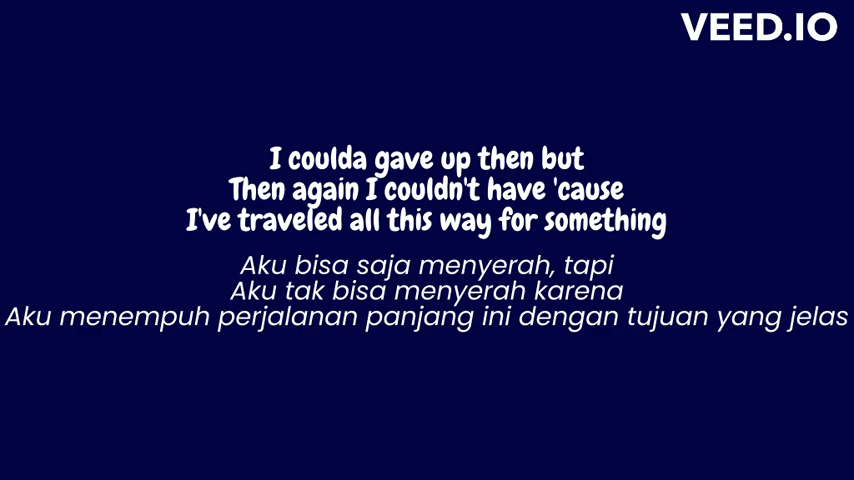 VEED.IO
I coulda gave up then but
Then again I couldn't have 'cause
I've traveled all this way for something
Aku bisa saja menyerah, tapi
Aku tak bisa menyerah karena
Aku menempuh perjalanan panjang ini dengan tujuan yang jelas